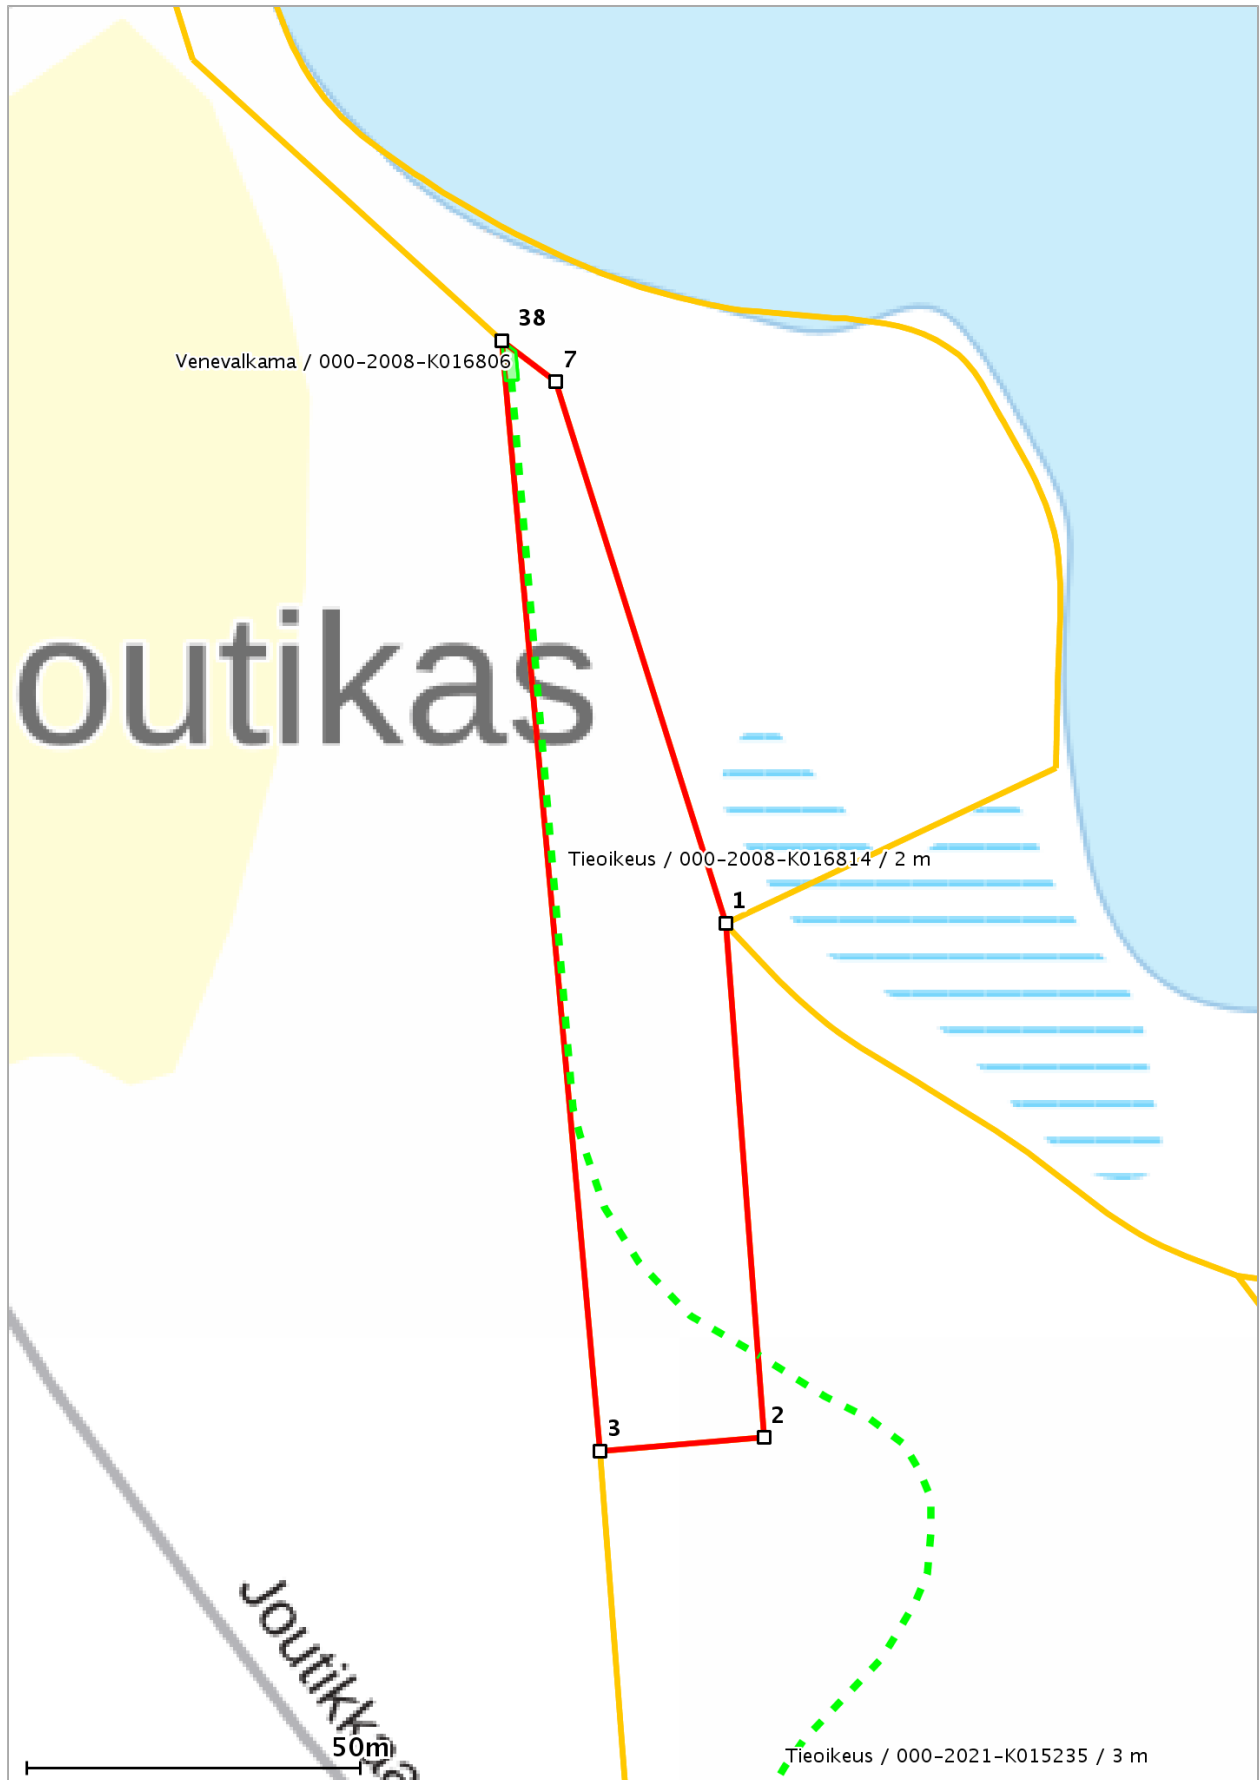 38
Venevalkama / 000-2008-K016806
7
outikas
Tieoikeus / 000-2008-K016814 / 2 m
1
2
3
Joutikkaa
50m
Tieoikeus / 000-2021-K015235 / 3 m